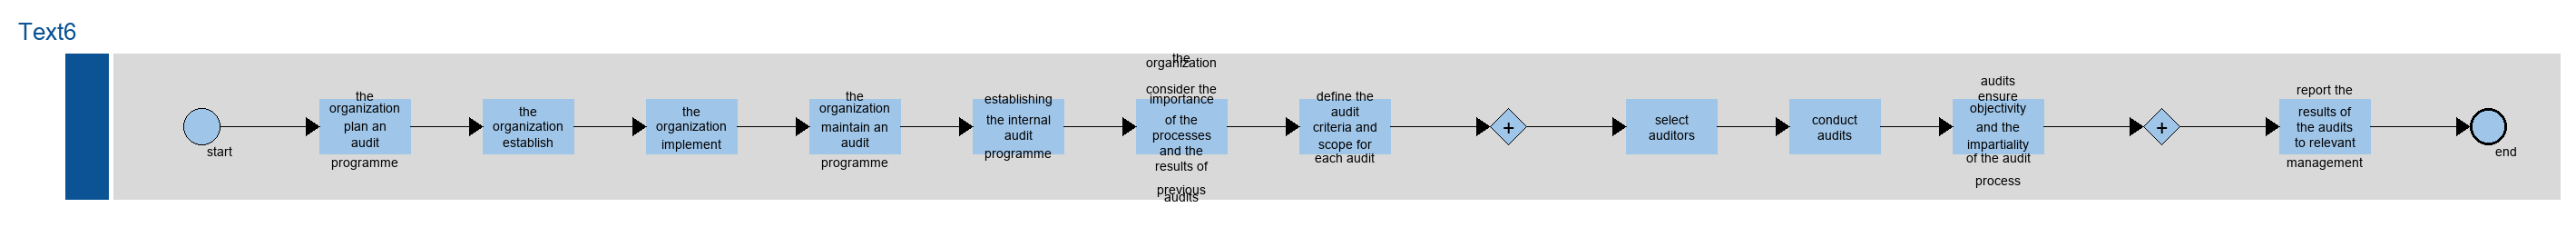 Text6
start
the
organization
plan an
audit
programme
the
organization
establish
the
organization
implement
the
organization
maintain an
audit
programme
establishing
the internal
audit
programme
the
organization
consider the
importance
of the
processes
and the
results of
previous
audits
define the
audit
criteria and
scope for
each audit
+
select
auditors
conduct
audits
audits
ensure
objectivity
and the
impartiality
of the audit
process
+
report the
results of
the audits
to relevant
management
end